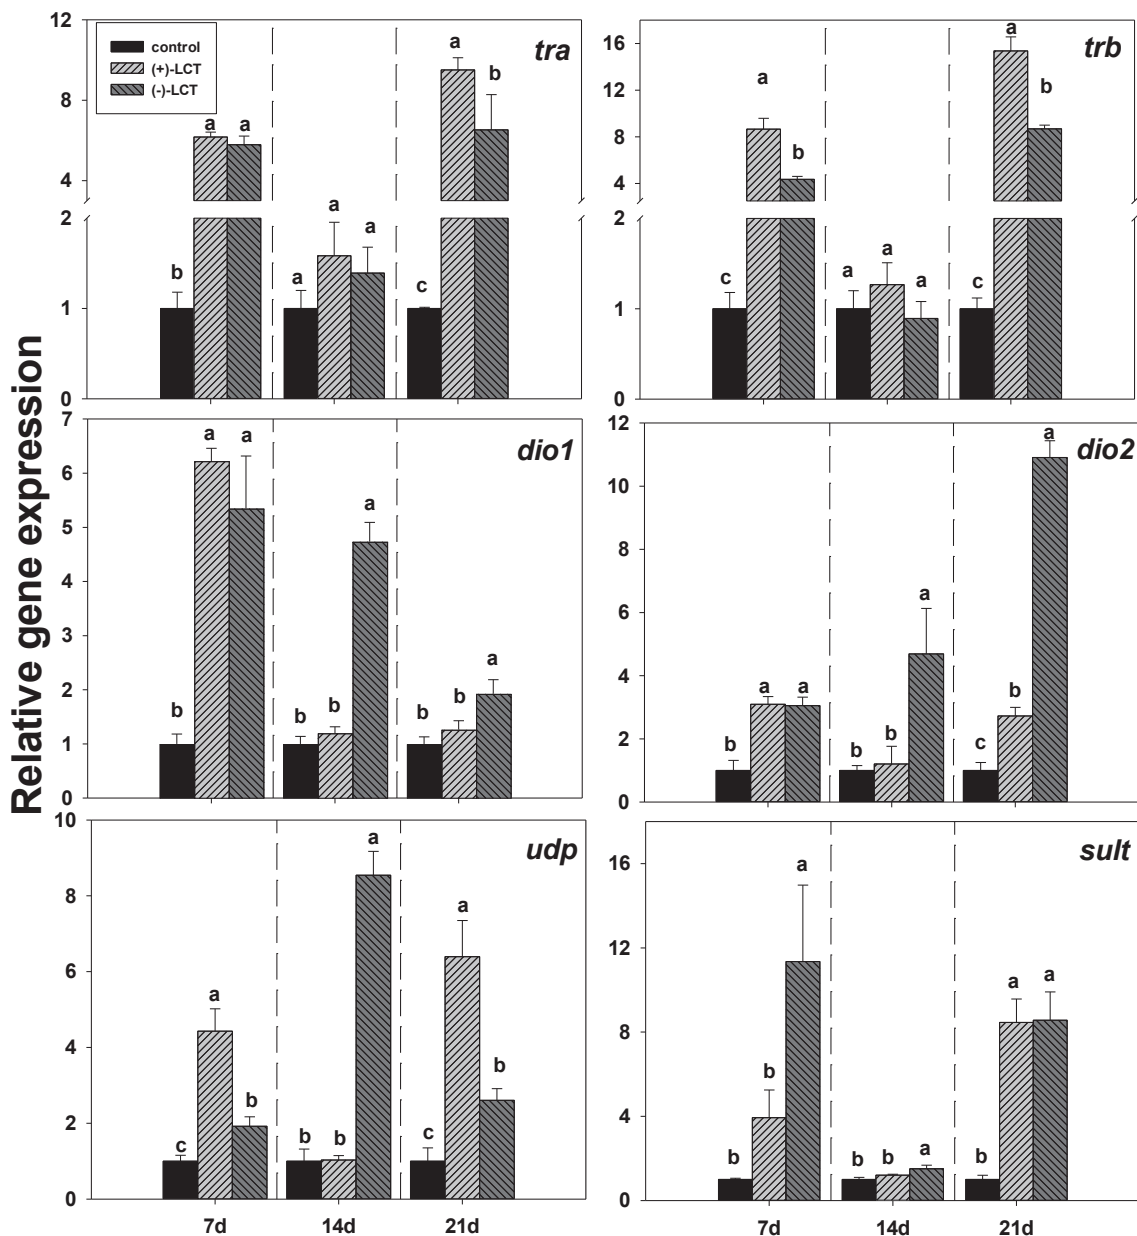 Relative gene expression
control
(+)-LCT
(-)-LCT
tra
12
8
4
2
1
0
b a a
a a a
c a b
trb
16
12
8
4
2
1
0
c a b
a a a
c a b
dio1
7
6
5
4
3
2
1
0
b a a
b b a
b b a
dio2
12
10
8
6
4
2
0
b a a
b b a
c b a
udp
10
8
6
4
2
0
c a b
b b a
c a b
7d 14d 21d
sult
16
12
8
4
0
b b a
b b a
b a a
7d 14d 21d